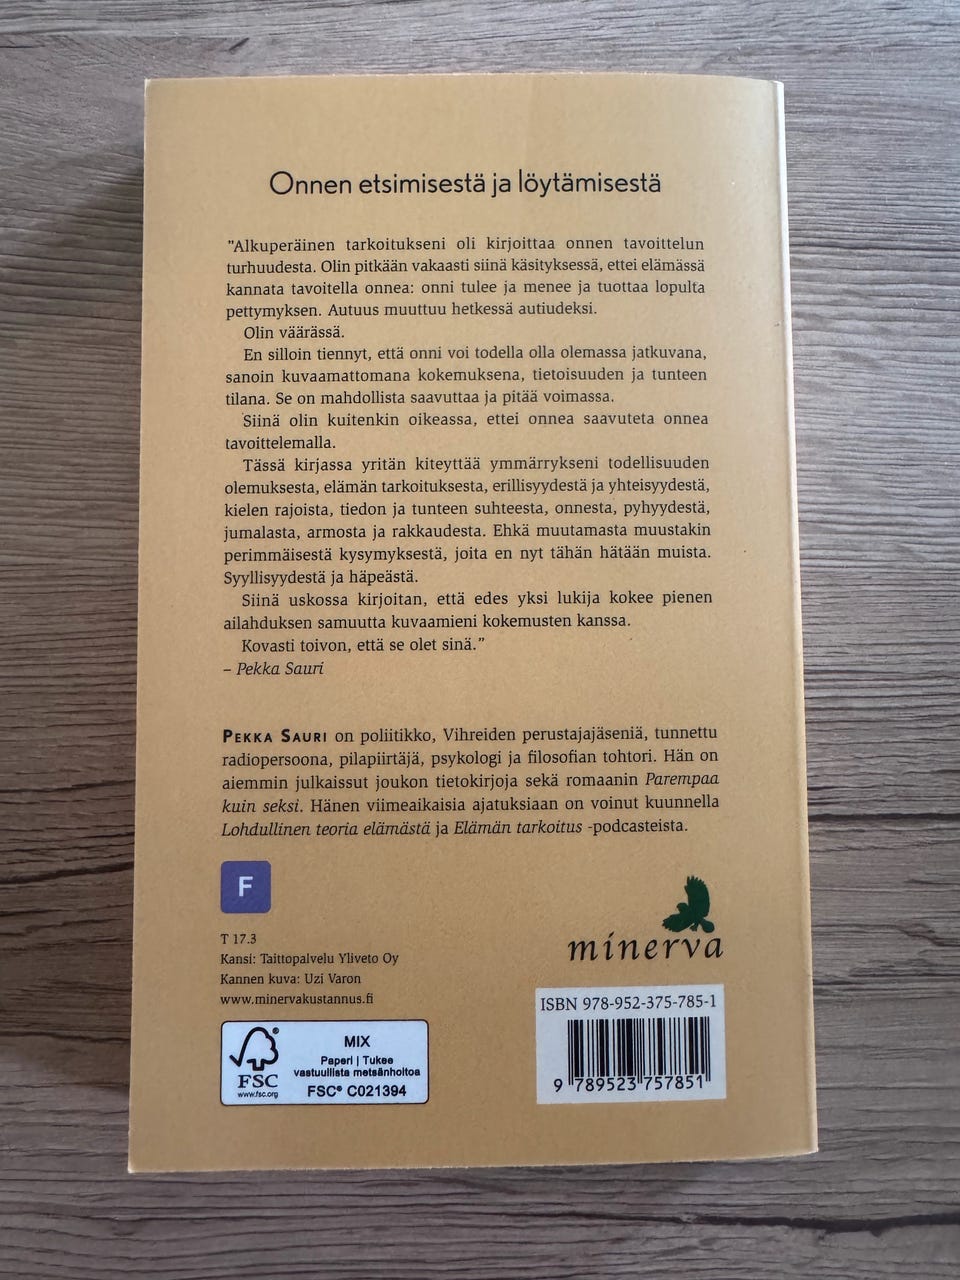 Onnen etsimisestä ja löytämisestä
"Alkuperäinen tarkoitukseni oli kirjoittaa onnen tavoittelun
turhuudesta. Olin pitkään vakaasti siinä käsityksessä, ettei elämässä
kannata tavoitella onnea: onni tulee ja menee ja tuottaa lopulta
pettymyksen. Autuus muuttuu hetkessä autiudeksi.
Olin väärässä.
En silloin tiennyt, että onni voi todella olla olemassa jatkuvana,
sanoin kuvaamattomana kokemuksena, tietoisuuden ja tunteen
tilana. Se on mahdollista saavuttaa ja pitää voimassa.
Siinä olin kuitenkin oikeassa, ettei onnea saavuteta onnea
tavoittelemalla.
Tässä kirjassa yritän kiteyttää ymmärrykseni todellisuuden
olemuksesta, elämän tarkoituksesta, erillisyydestä ja yhteisyydestä,
kielen rajoista, tiedon ja tunteen suhteesta, onnesta, pyhyydestä,
jumalasta, armosta ja rakkaudesta. Ehkä muutamasta muustakin
perimmäisestä kysymyksestä, joita en nyt tähän hätään muista.
Syyllisyydestä ja häpeästä.
Siinä uskossa kirjoitan, että edes yksi lukija kokee pienen
ailahduksen samuutta kuvaamieni kokemusten kanssa.
Kovasti toivon, että se olet sinä."
– Pekka Sauri
PEKKA SAURI on poliitikko, Vihreiden perustajajäseniä, tunnettu
radiopersoona, pilapiirtäjä, psykologi ja filosofian tohtori. Hän on
aiemmin julkaissut joukon tietokirjoja sekä romaanin Parempaa
kuin seksi. Hänen viimeaikaisia ajatuksiaan on voinut kuunnella
Lohdullinen teoria elämästä ja Elämän tarkoitus -podcasteista.
F
T 17.3
Kansi: Taittopalvelu Yliveto Oy
Kannen kuva: Uzi Varon
www.minervakustannus.fi
minerva
FSC
www.fsc.org
MIX
Paperi | Tukee
vastuullista metsänhoitoa
FSC® C021394
ISBN 978-952-375-785-1
9 789523 757851